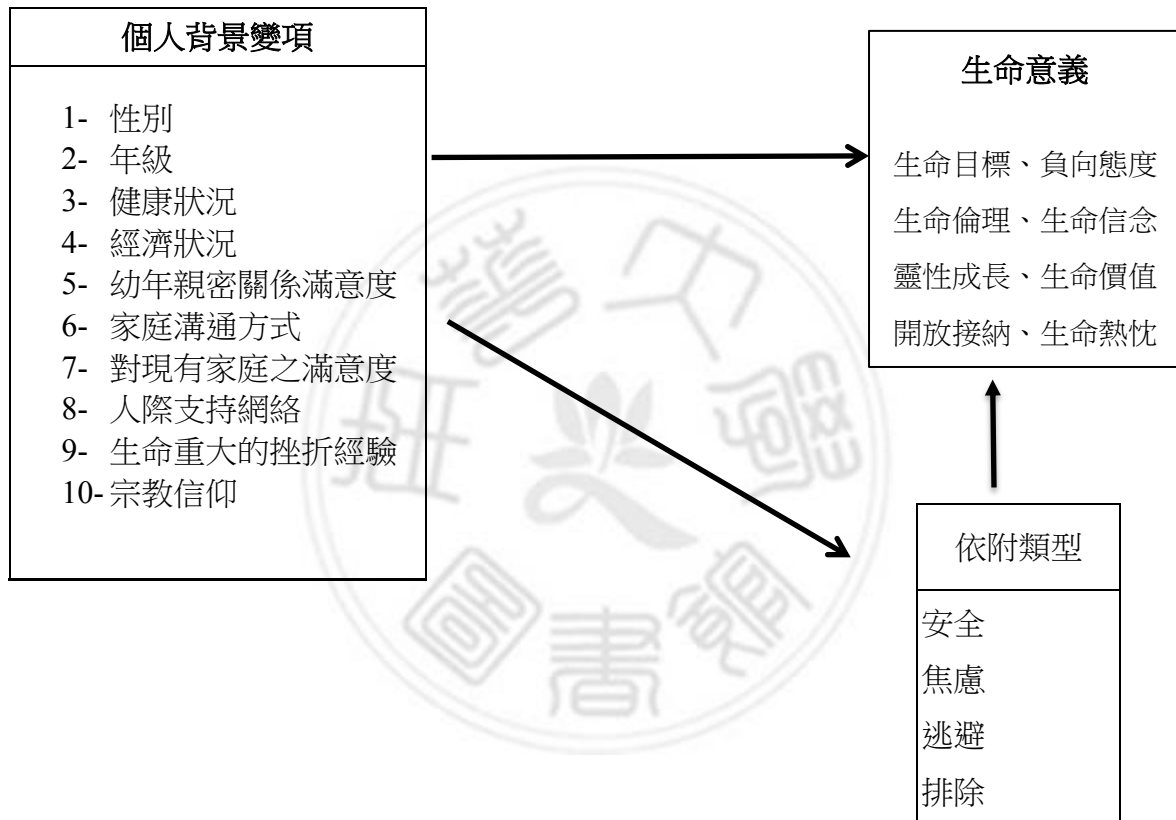 個人背景變項
1- 性別
2- 年級
3- 健康狀況
4- 經濟狀況
5- 幼年親密關係滿意度
6- 家庭溝通方式
7- 對現有家庭之滿意度
8- 人際支持網絡
9- 生命重大的挫折經驗
10- 宗教信仰
生命意義
生命目標、負向態度
生命倫理、生命信念
靈性成長、生命價值
開放接納、生命熱忱
依附類型
安全
焦慮
逃避
排除